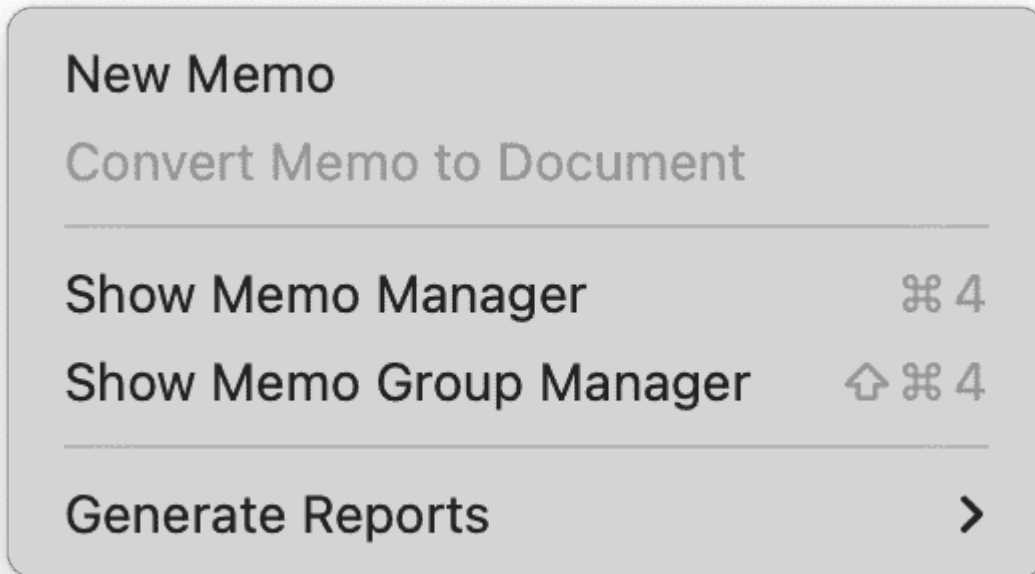 New Memo
Convert Memo to Document
Show Memo Manager ⌘ 4
Show Memo Group Manager ⇧ ⌘ 4
Generate Reports